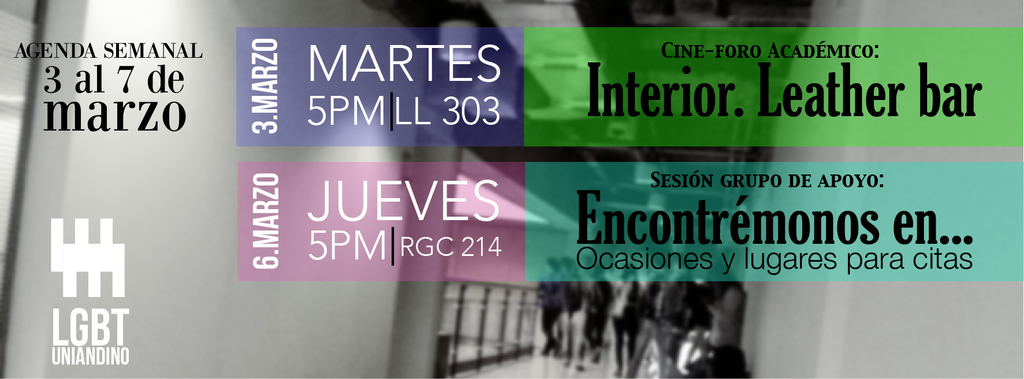 AGENDA SEMANAL
3 al 7 de
marzo
3.MARZO
MARTES
5PM|LL 303
Cine-foro Académico:
Interior. Leather bar
6.MARZO
JUEVES
5PM|RGC 214
Sesión grupo de apoyo:
Encontrémonos en...
Ocasiones y lugares para citas
LGBT
UNIANDINO